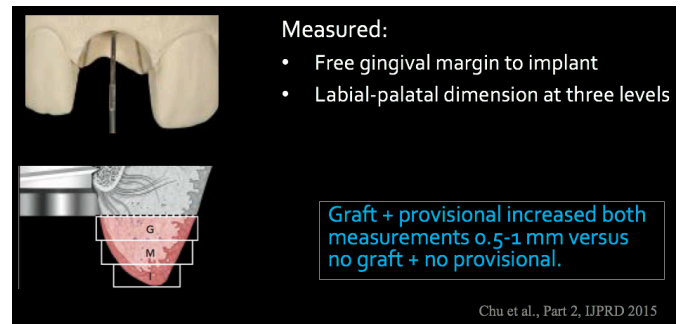 Measured:
• Free gingival margin to implant
• Labial-palatal dimension at three levels
G
M
I
Graft + provisional increased both
measurements 0.5-1 mm versus
no graft + no provisional.
Chu et al., Part 2, IJPRD 2015